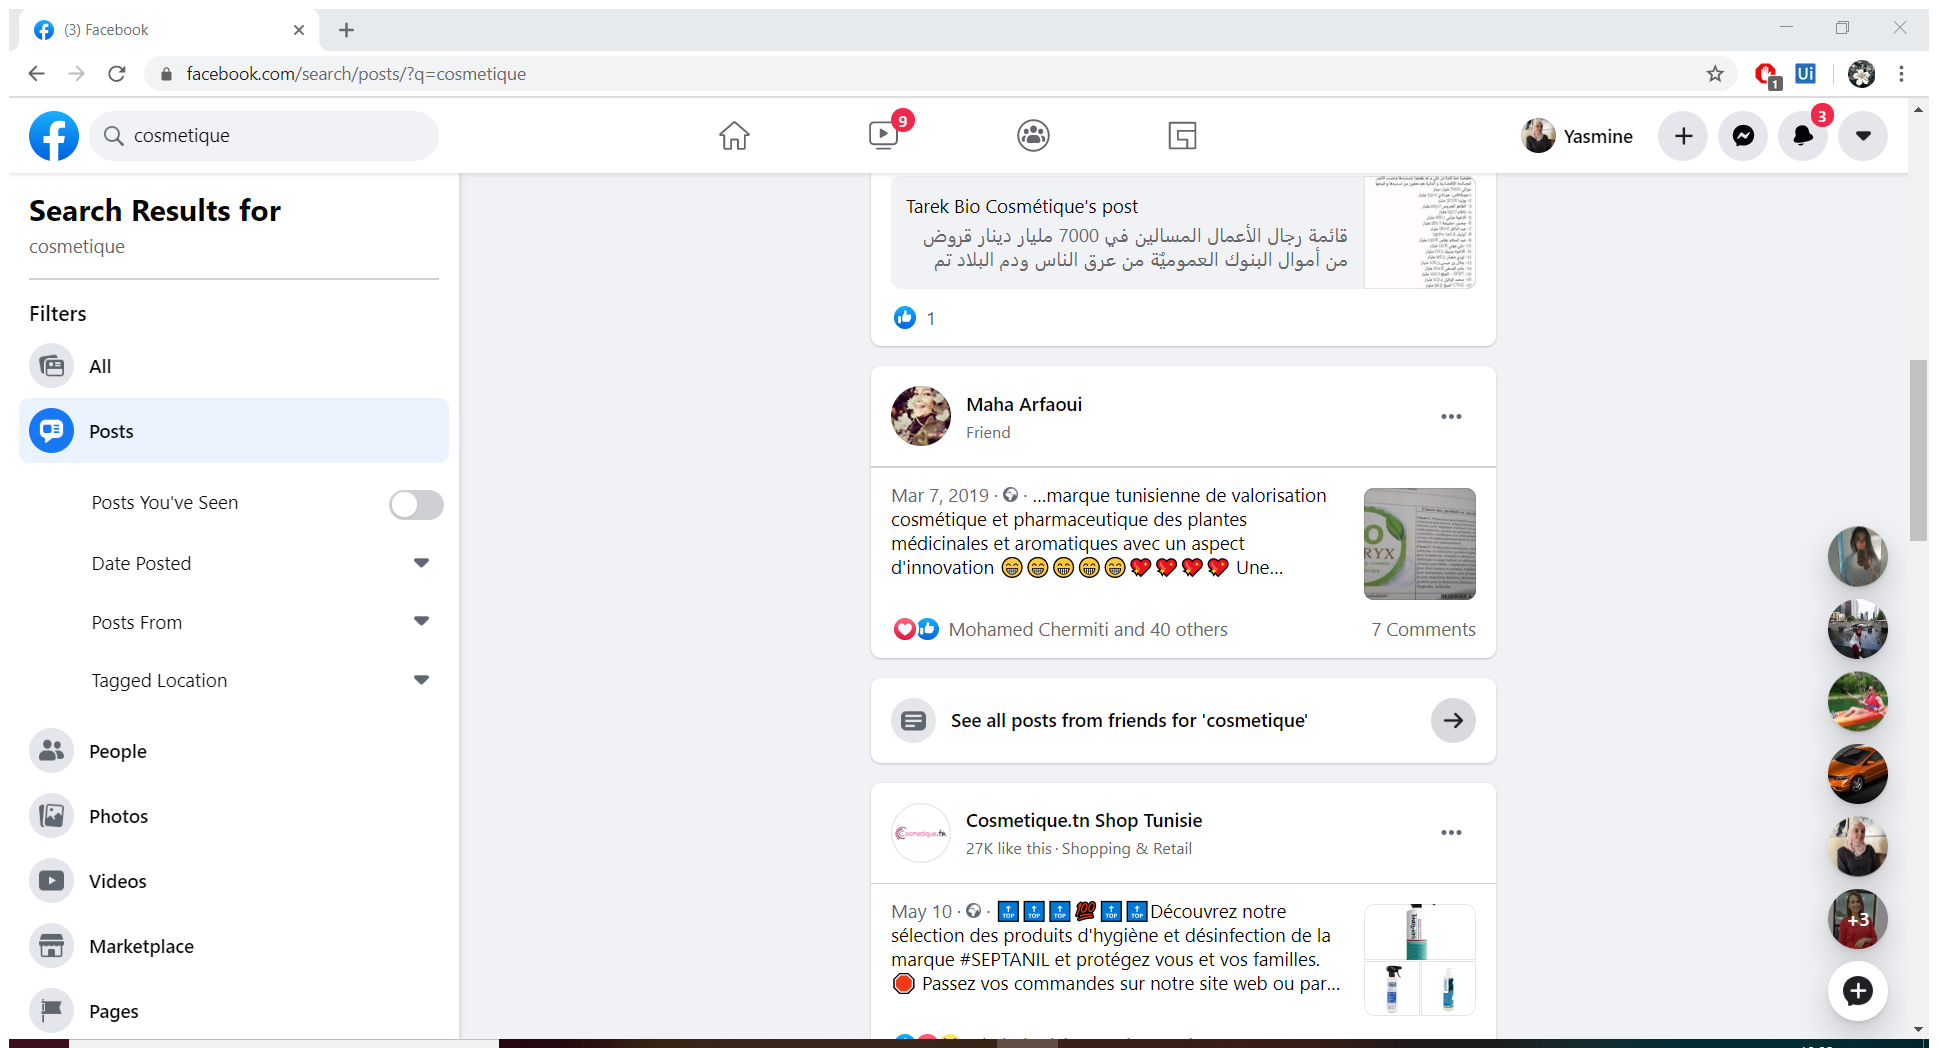 (3) Facebook
facebook.com/search/posts/?q=cosmetique
1
Ui
cosmetique
9
Yasmine
3
Search Results for
cosmetique
Filters
All
Posts
Posts You've Seen
Date Posted
Posts From
Tagged Location
People
Photos
Videos
Marketplace
Pages
Tarek Bio Cosmétique's post
قائمة رجال الأعمال المسالين في 7000 مليار دينار قروض
من أموال البنوك العموميّة من عرق الناس ودم البلاد تم
1
Maha Arfaoui
Friend
Mar 7, 2019 · ...marque tunisienne de valorisation
cosmétique et pharmaceutique des plantes
médicinales et aromatiques avec un aspect
d'innovation 😁😁😁😁😁💖💖💖💖 Une...
RYX
Mohamed Chermiti and 40 others
7 Comments
See all posts from friends for 'cosmetique'
Cosmetique.tn Shop Tunisie
Cosmetique.tn
27K like this · Shopping & Retail
May 10 · 🔝🔝🔝💯🔝🔝Découvrez notre
sélection des produits d'hygiène et désinfection de la
marque #SEPTANIL et protégez vous et vos familles.
🛑 Passez vos commandes sur notre site web ou par...
+3